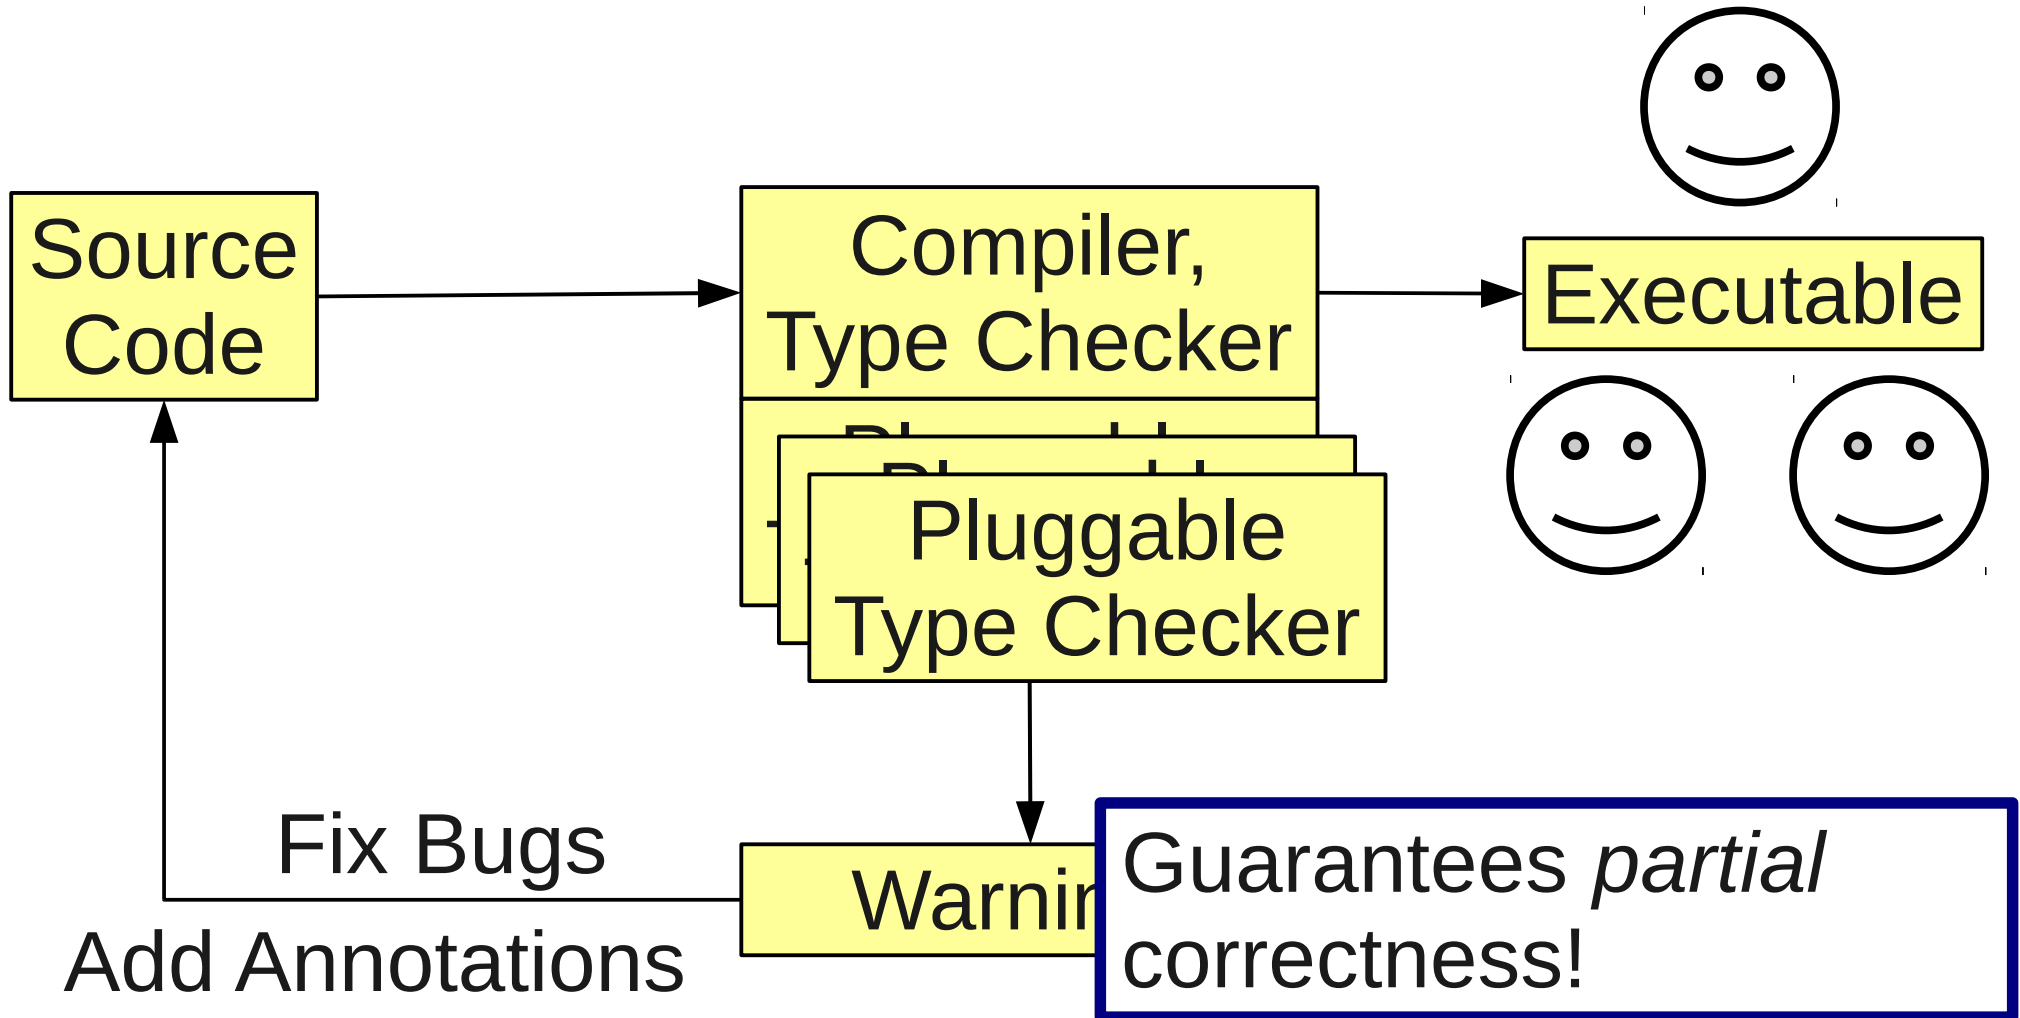 Source
Code
Compiler,
Type Checker
Executable
Pluggable
Type Checker
Fix Bugs
Add Annotations
Guarantees partial
correctness!